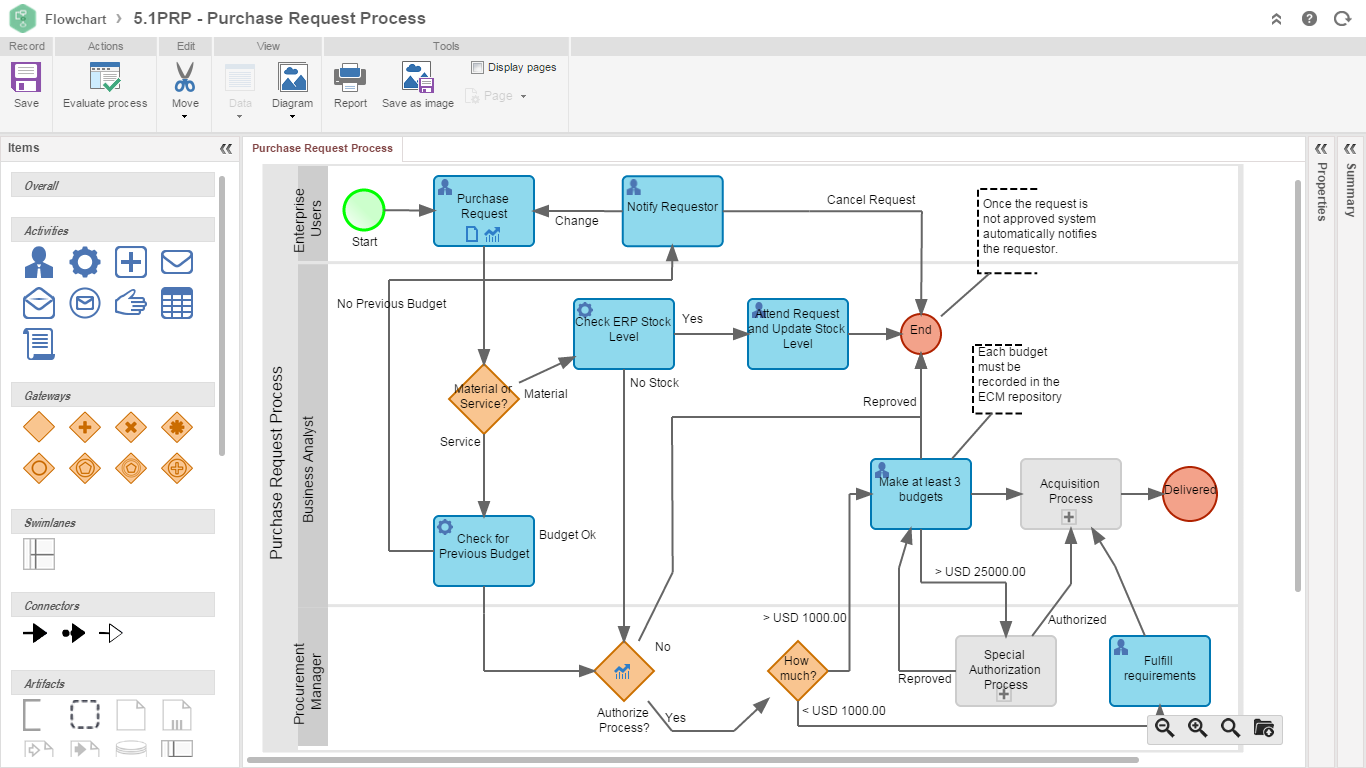 Flowchart › 5.1PRP - Purchase Request Process
Record
Actions
Edit
View
Tools
Save
Evaluate process
Move
Data
Diagram
Report
Save as image
Display pages
Page
Items
Overall
Activities
Gateways
Swimlanes
Connectors
Artifacts
Purchase Request Process
Purchase Request Process
Enterprise
Users
Start
Purchase
Request
Change
Notify Requestor
Cancel Request
Once the request is
not approved system
automatically notifies
the requestor.
Business Analyst
No Previous Budget
Check ERP Stock
Level
Yes
Attend Request
and Update Stock
Level
End
Each budget
must be
recorded in the
ECM repository
Material or
Service?
Material
No Stock
Reproved
Service
Make at least 3
budgets
Acquisition
Process
Delivered
Check for
Previous Budget
Budget Ok
> USD 25000.00
Procurement
Manager
> USD 1000.00
Authorized
No
How
much?
Reproved
Special
Authorization
Process
Fulfill
requirements
Authorize
Process?
Yes
< USD 1000.00
Properties
Summary